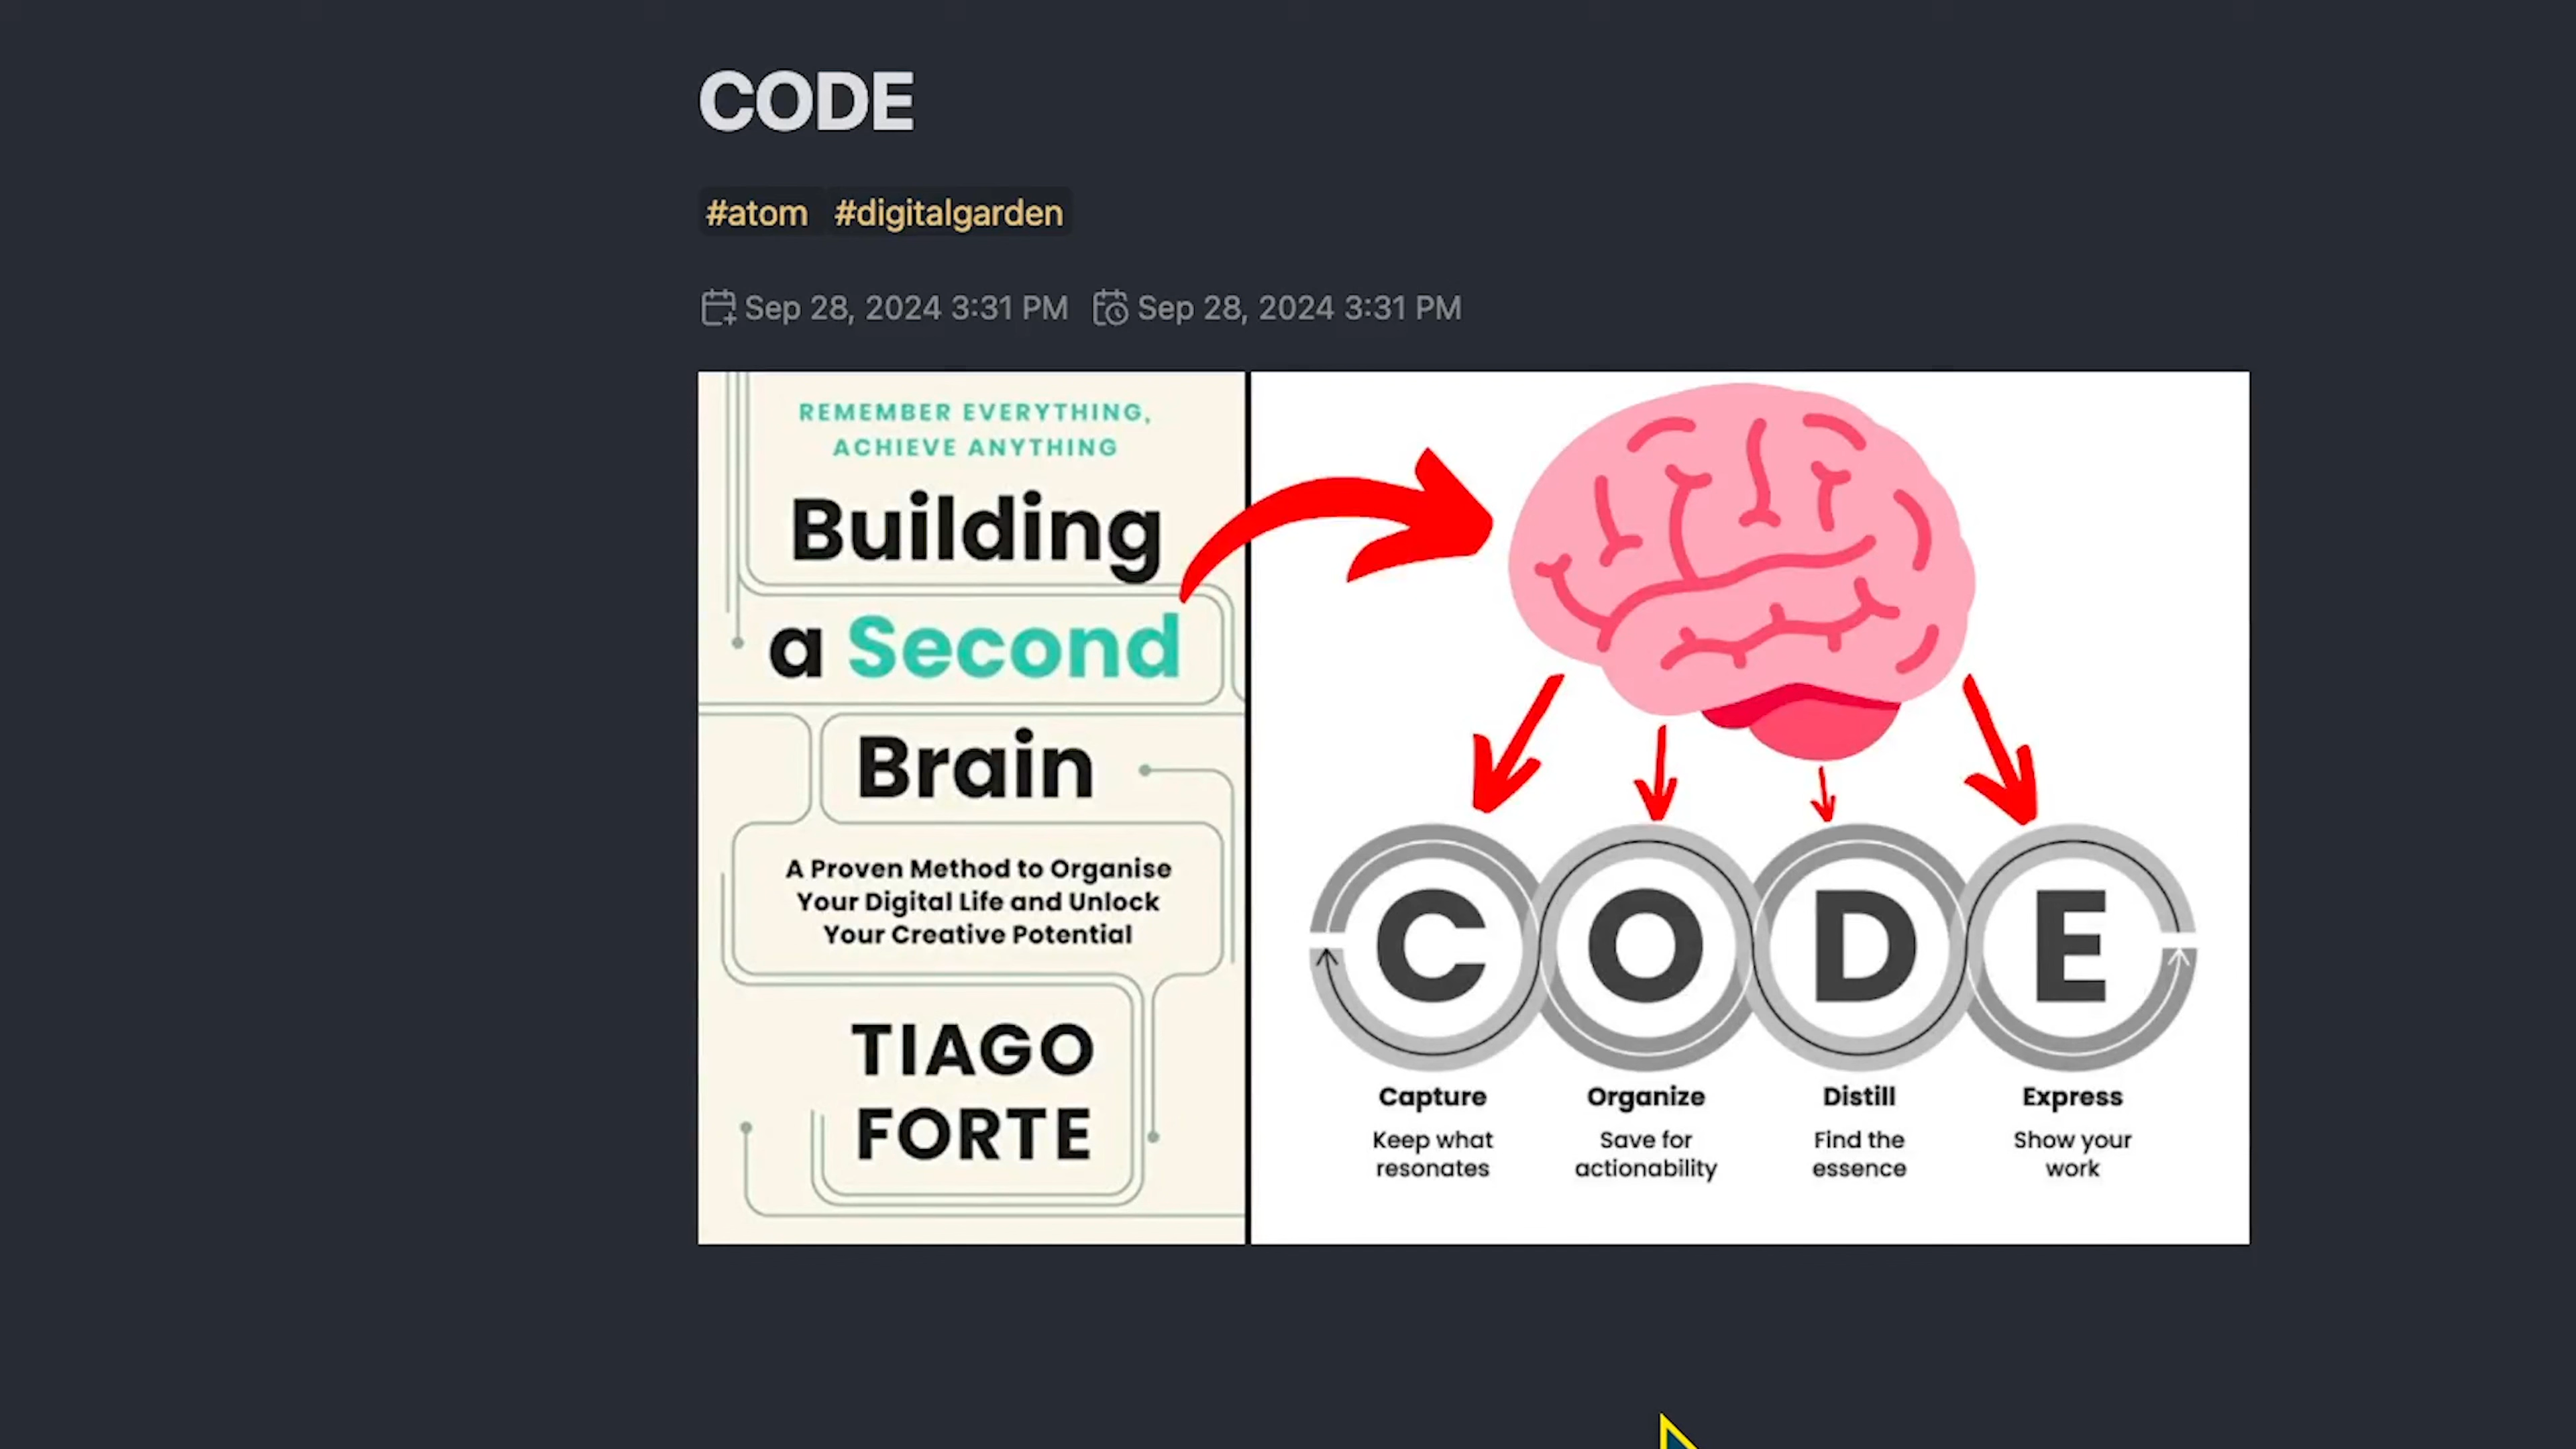 CODE
#atom #digitalgarden
Sep 28, 2024 3:31 PM Sep 28, 2024 3:31 PM
REMEMBER EVERYTHING,
ACHIEVE ANYTHING
Building
a Second
Brain
A Proven Method to Organise
Your Digital Life and Unlock
Your Creative Potential
TIAGO
FORTE
C O D E
Capture
Keep what
resonates
Organize
Save for
actionability
Distill
Find the
essence
Express
Show your
work